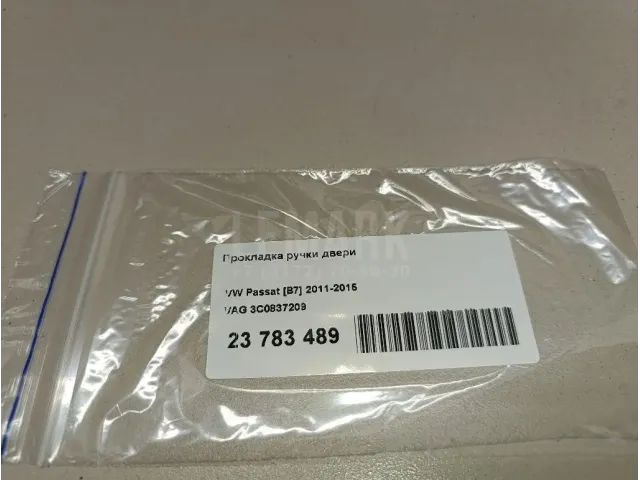 Прокладка ручки двери
VW Passat [B7] 2011-2015
VAG 3C0837209
23 783 489